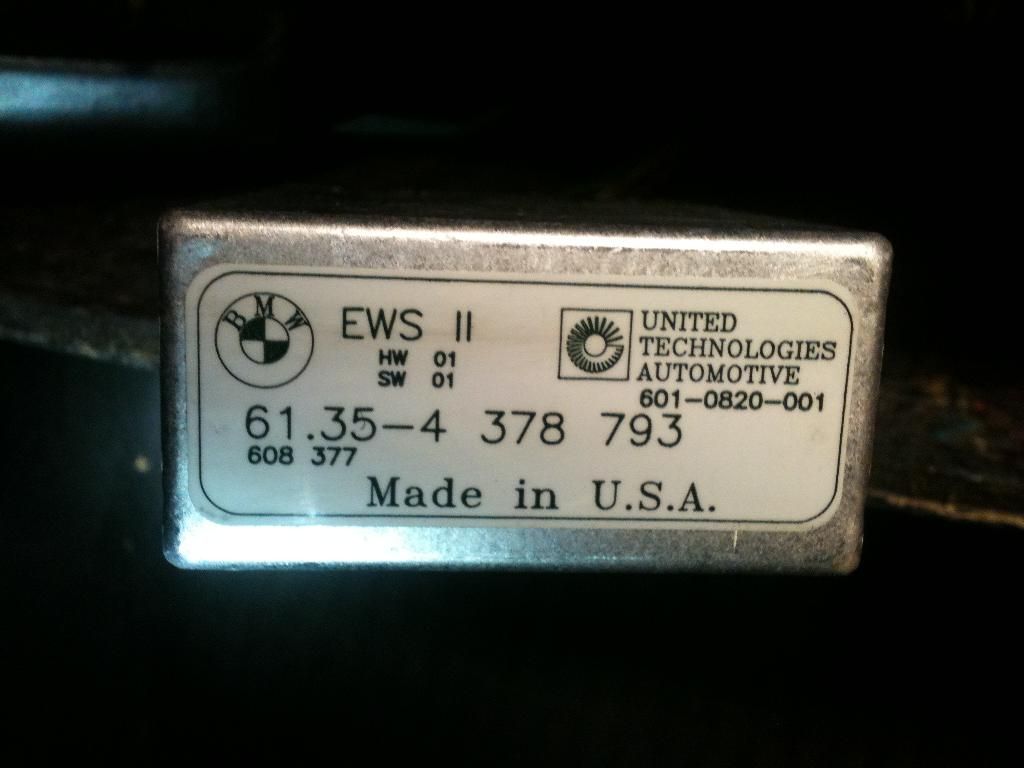 BMW
EWS II
HW 01
SW 01
UNITED
TECHNOLOGIES
AUTOMOTIVE
601-0820-001
61.35-4 378 793
608 377
Made in U.S.A.